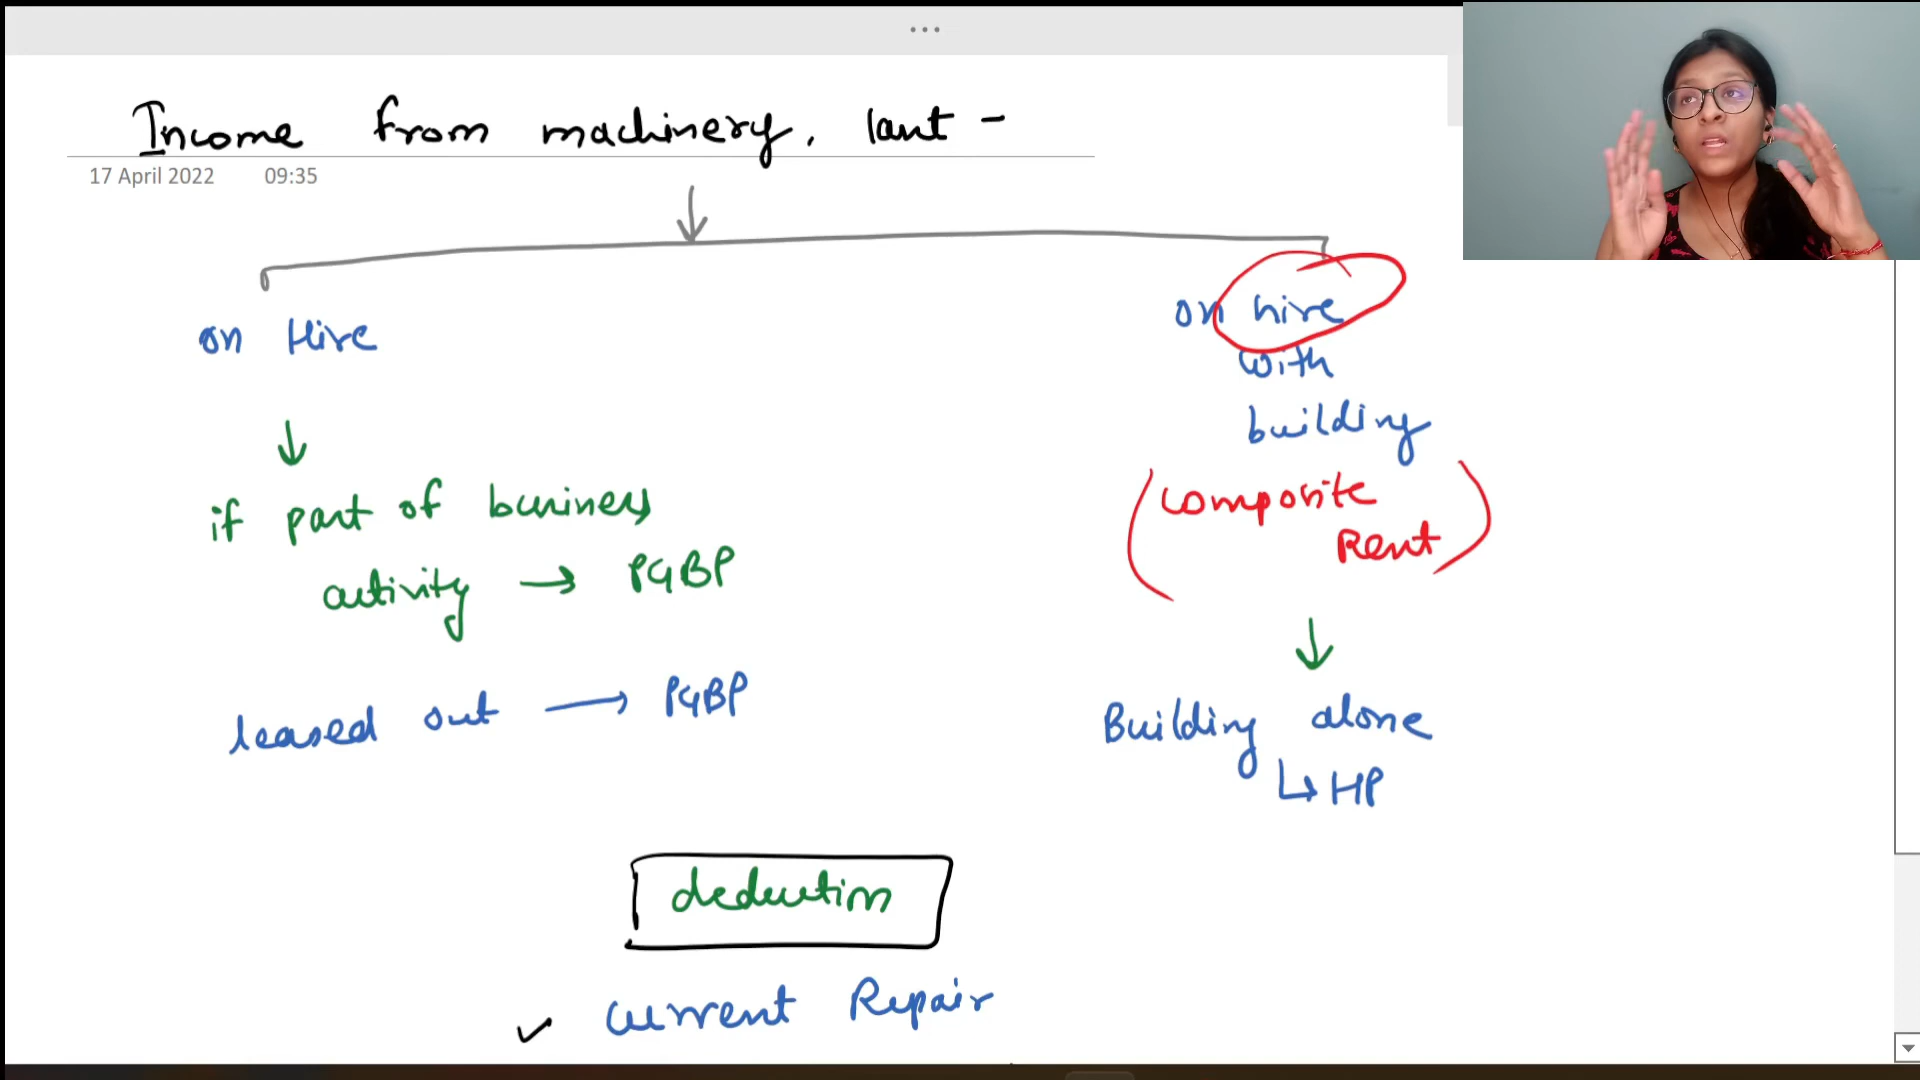 Income from machinery, lant -
17 April 2022 09:35
on Hire
if part of business
activity → PGBP
leased out → PGBP
on hire
with
building
(composite
Rent)
Building alone
↳ HP
deduction
✓ Current Repair